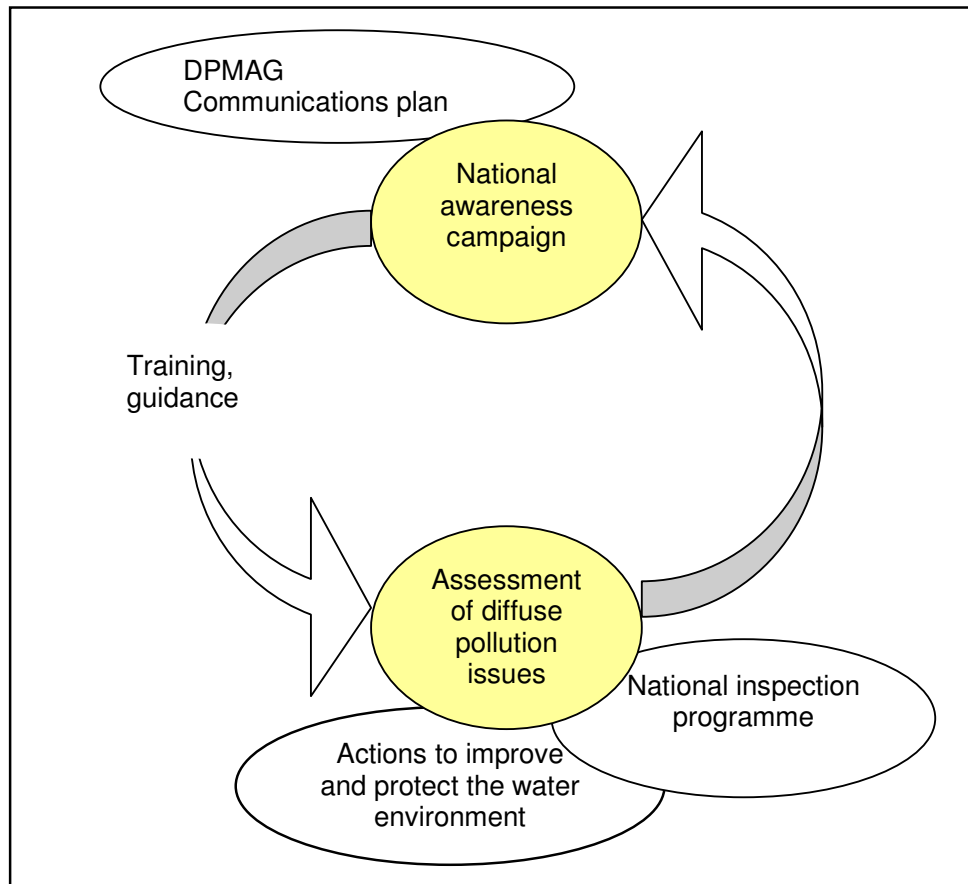 DPMAG
Communications plan
National
awareness
campaign
Training,
guidance
Assessment
of diffuse
pollution
issues
National inspection
programme
Actions to improve
and protect the water
environment